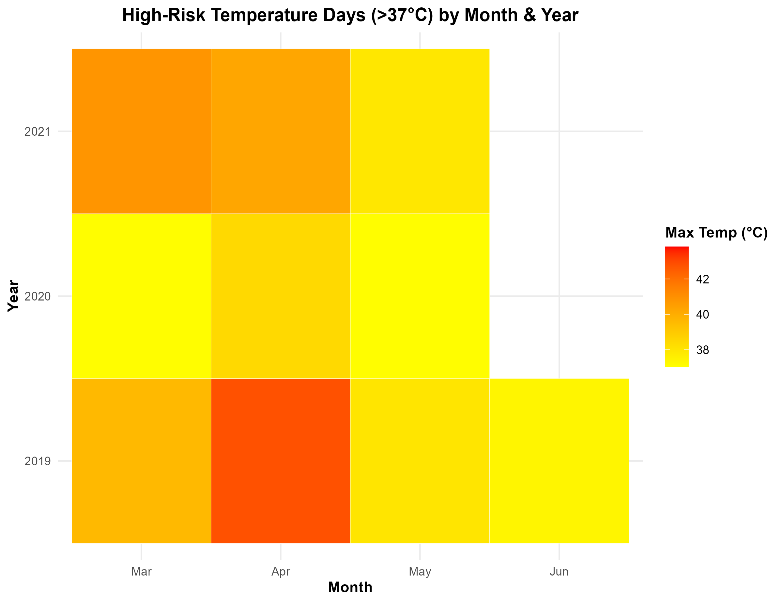 High-Risk Temperature Days (>37°C) by Month & Year
2021
2020
2019
Year
Mar Apr May Jun
Month
Max Temp (°C)
42
40
38